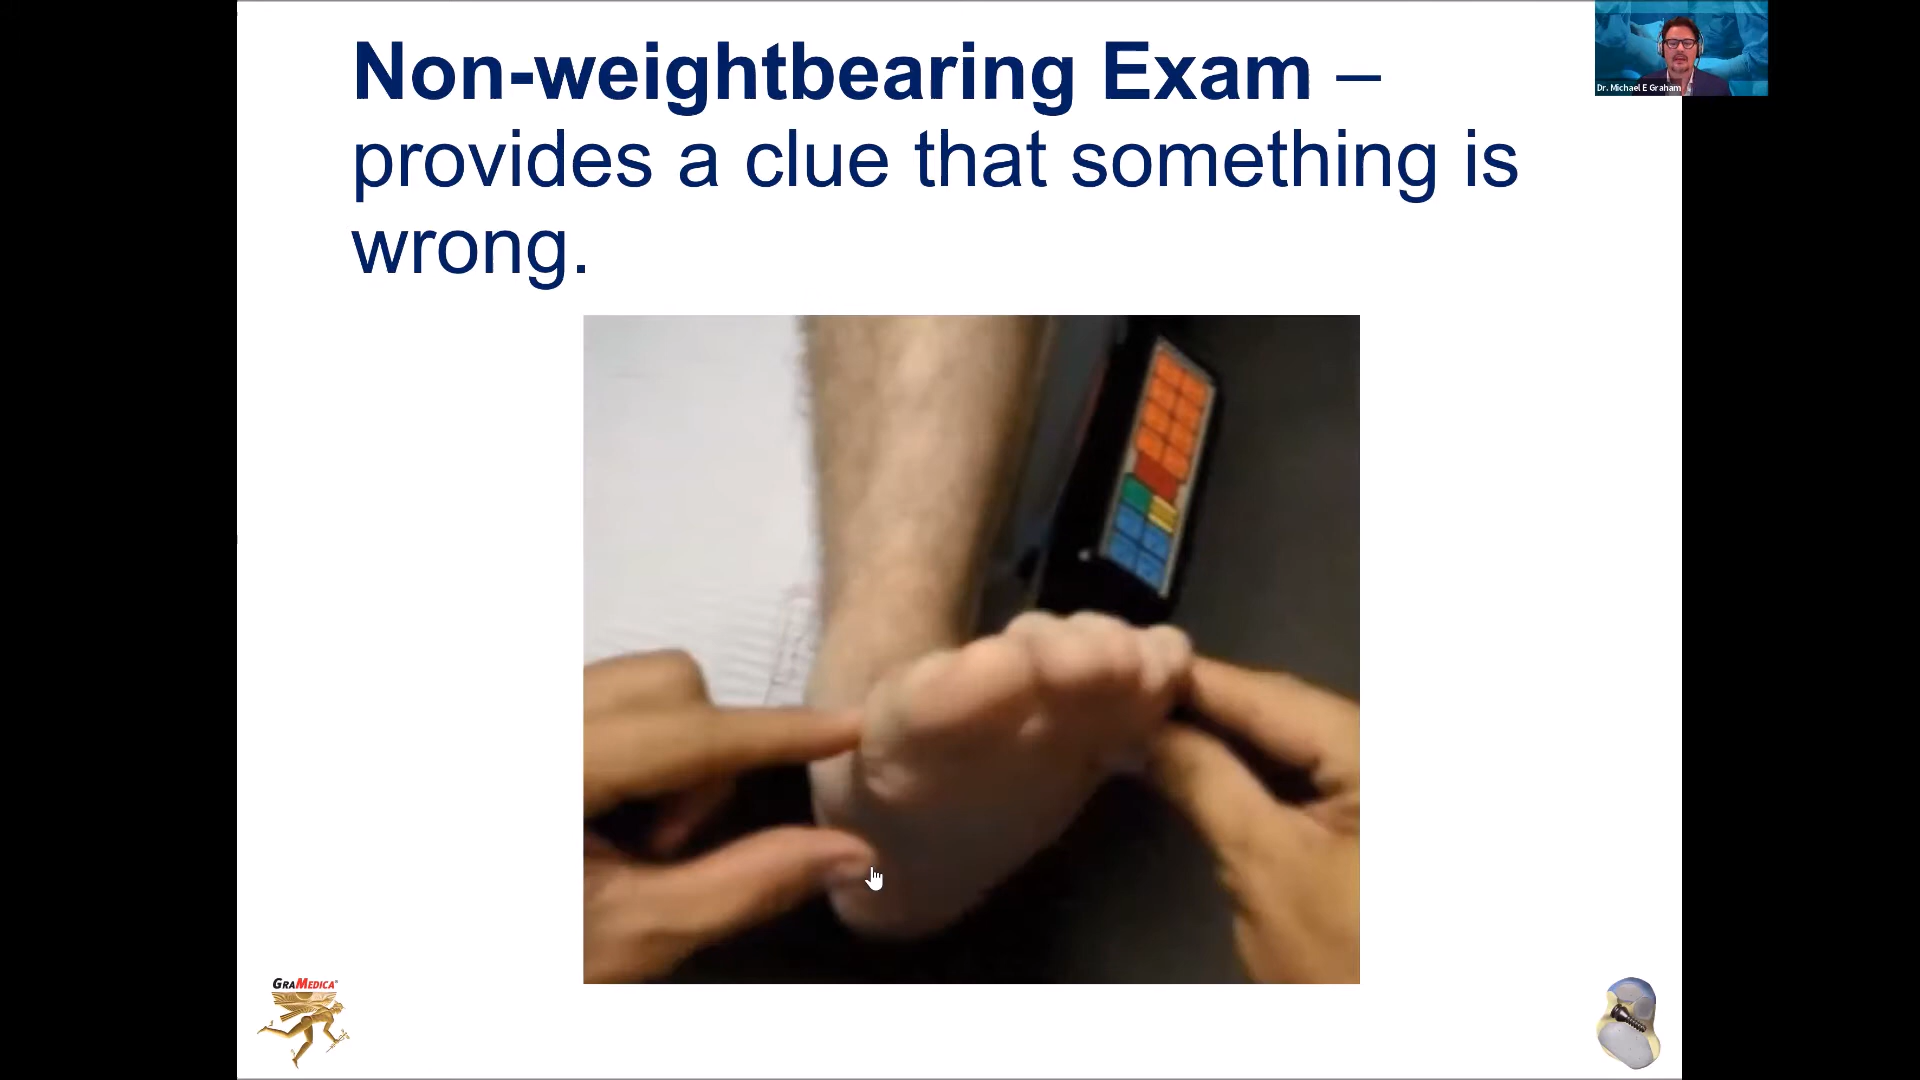 Non-weightbearing Exam –
provides a clue that something is
wrong.
Dr. Michael E Graham
GRAMEDICA®